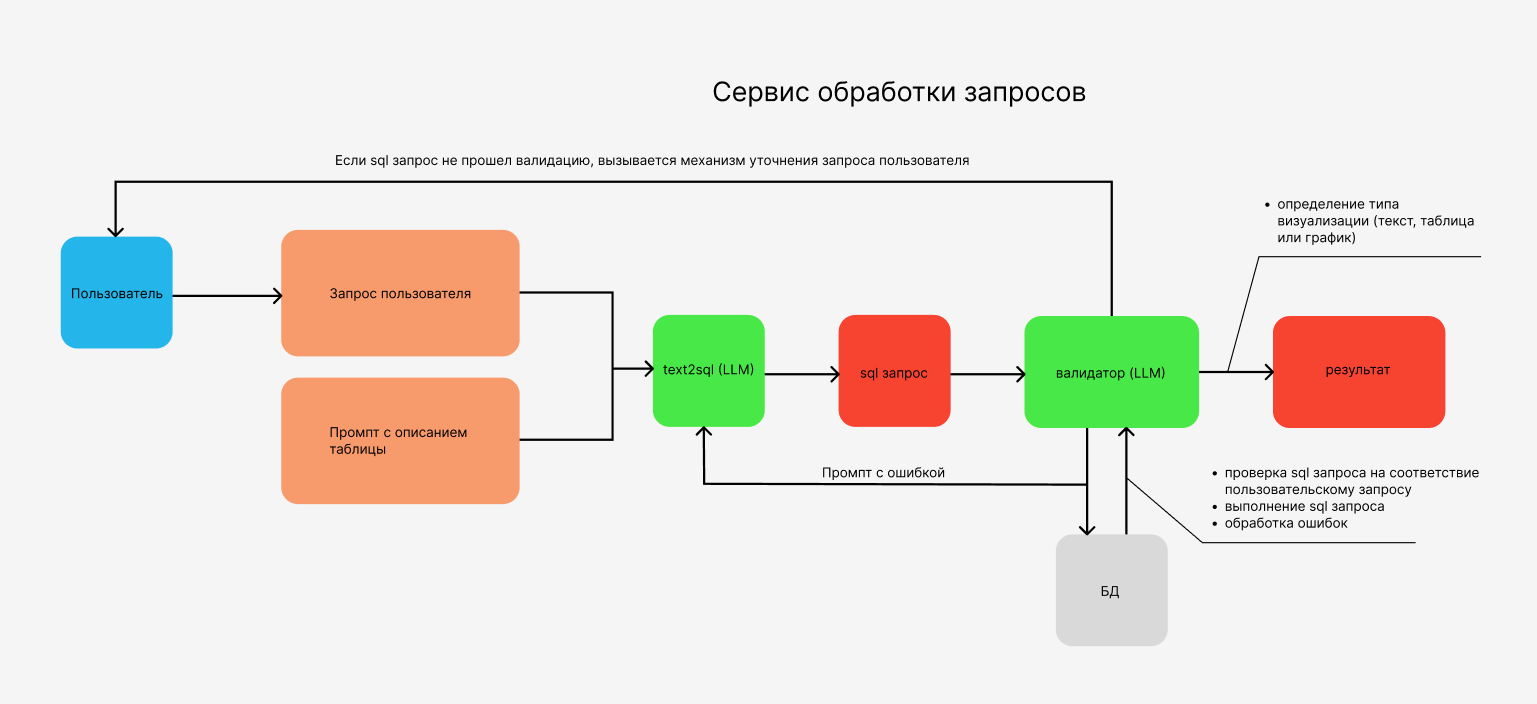 Сервис обработки запросов
Если sql запрос не прошел валидацию, вызывается механизм уточнения запроса пользователя
• определение типа
визуализации (текст, таблица
или график)
Пользователь
Запрос пользователя
text2sql (LLM)
sql запрос
валидатор (LLM)
результат
Промпт с описанием
таблицы
Промпт с ошибкой
• проверка sql запроса на соответствие
пользовательскому запросу
• выполнение sql запроса
• обработка ошибок
БД